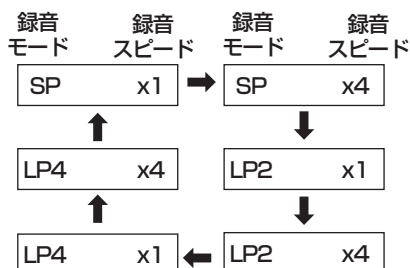 録音 録音 録音 録音
モード スピード モード スピード
SP x1 SP x4
LP4 x4 LP2 x1
LP4 x1 LP2 x4